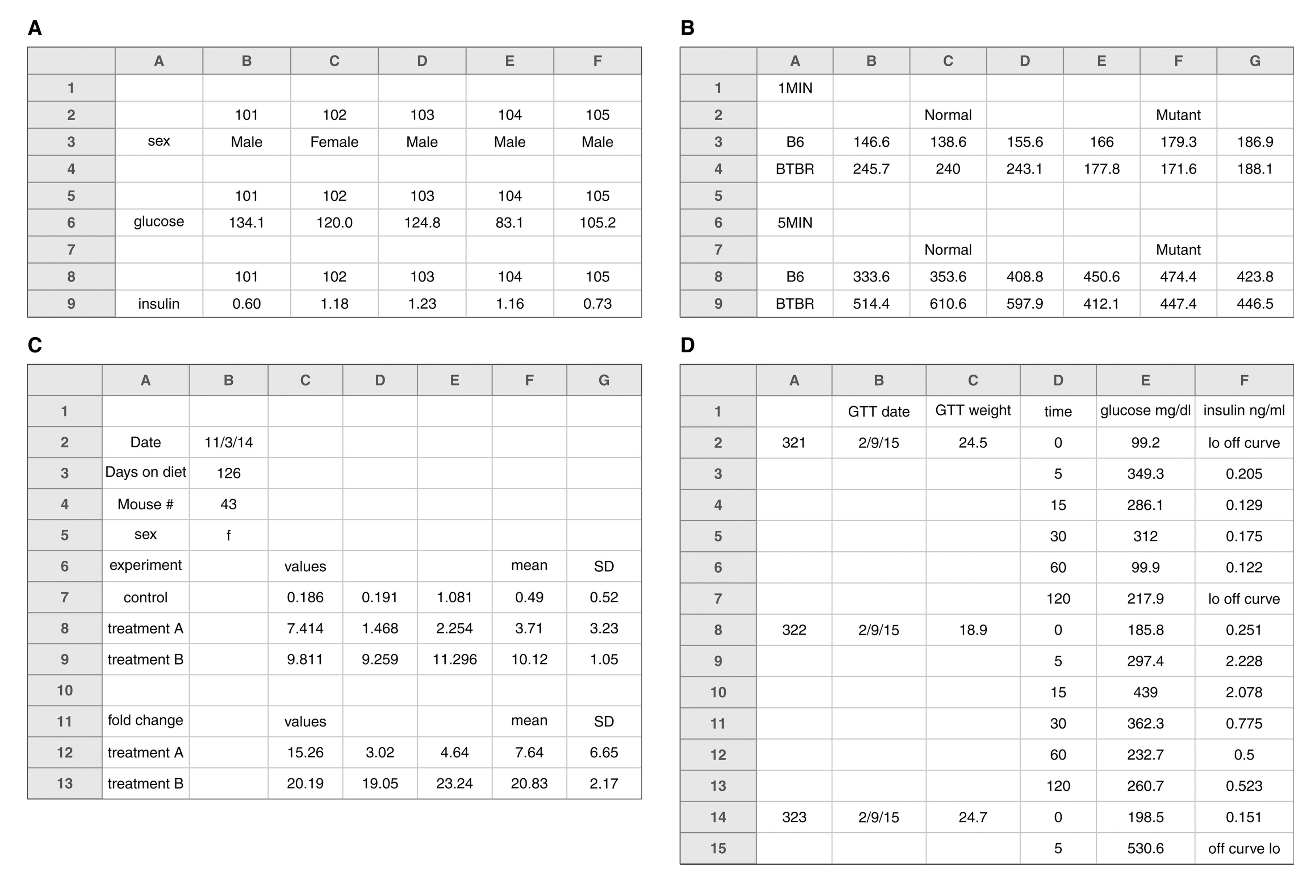 A
A B C D E F
1
2 101 102 103 104 105
3 sex Male Female Male Male Male
4
5 101 102 103 104 105
6 glucose 134.1 120.0 124.8 83.1 105.2
7
8 101 102 103 104 105
9 insulin 0.60 1.18 1.23 1.16 0.73
B
A B C D E F G
1 1MIN
2 Normal Mutant
3 B6 146.6 138.6 155.6 166 179.3 186.9
4 BTBR 245.7 240 243.1 177.8 171.6 188.1
5
6 5MIN
7 Normal Mutant
8 B6 333.6 353.6 408.8 450.6 474.4 423.8
9 BTBR 514.4 610.6 597.9 412.1 447.4 446.5
C
A B C D E F G
1
2 Date 11/3/14
3 Days on diet 126
4 Mouse # 43
5 sex f
6 experiment values mean SD
7 control 0.186 0.191 1.081 0.49 0.52
8 treatment A 7.414 1.468 2.254 3.71 3.23
9 treatment B 9.811 9.259 11.296 10.12 1.05
10
11 fold change values mean SD
12 treatment A 15.26 3.02 4.64 7.64 6.65
13 treatment B 20.19 19.05 23.24 20.83 2.17
D
A B C D E F
1 GTT date GTT weight time glucose mg/dl insulin ng/ml
2 321 2/9/15 24.5 0 99.2 lo off curve
3 5 349.3 0.205
4 15 286.1 0.129
5 30 312 0.175
6 60 99.9 0.122
7 120 217.9 lo off curve
8 322 2/9/15 18.9 0 185.8 0.251
9 5 297.4 2.228
10 15 439 2.078
11 30 362.3 0.775
12 60 232.7 0.5
13 120 260.7 0.523
14 323 2/9/15 24.7 0 198.5 0.151
15 5 530.6 off curve lo